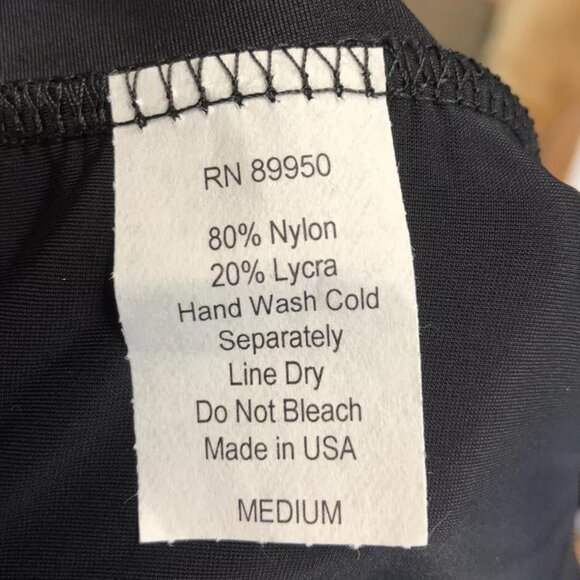 RN 89950
80% Nylon
20% Lycra
Hand Wash Cold
Separately
Line Dry
Do Not Bleach
Made in USA
MEDIUM